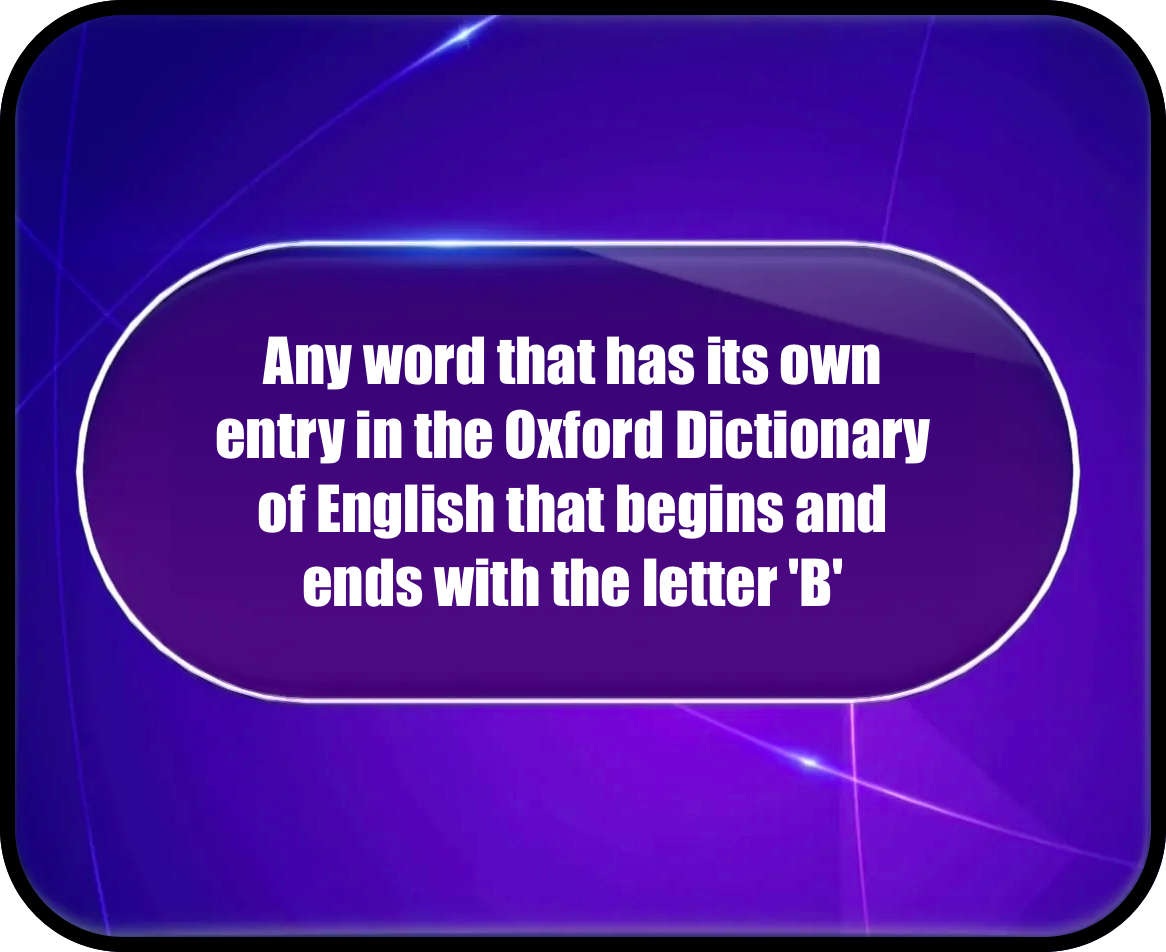 Any word that has its own
entry in the Oxford Dictionary
of English that begins and
ends with the letter 'B'